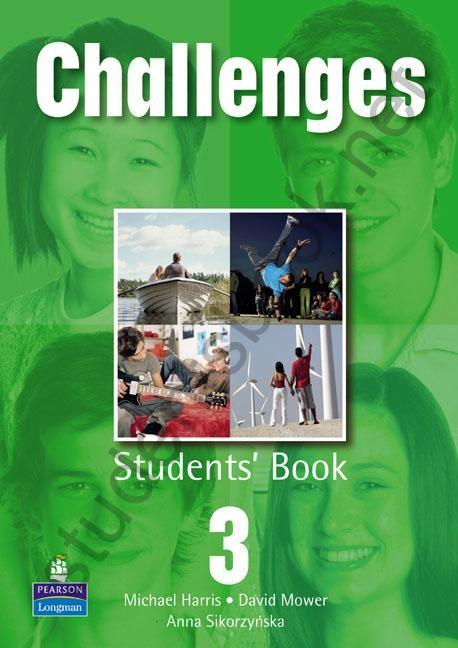 Challenges
Students' Book
3
Michael Harris • David Mower
Anna Sikorzyńska
PEARSON
Longman